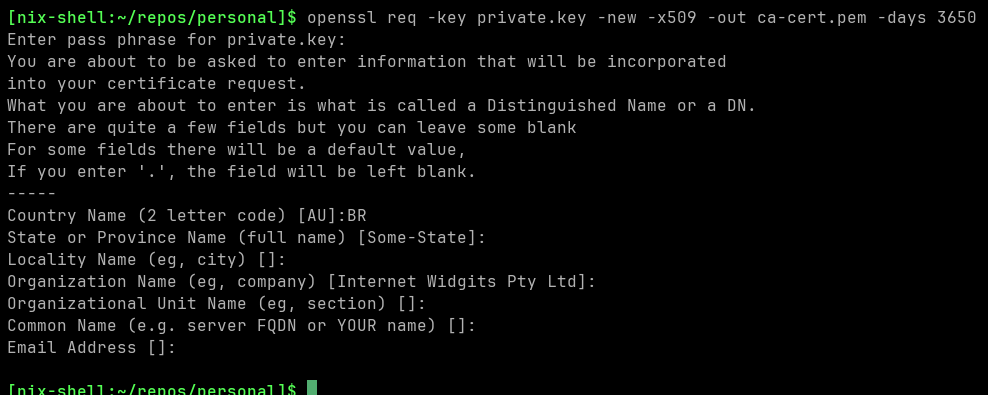 [nix-shell:~/repos/personal]$ openssl req -key private.key -new -x509 -out ca-cert.pem -days 3650
Enter pass phrase for private.key:
You are about to be asked to enter information that will be incorporated
into your certificate request.
What you are about to enter is what is called a Distinguished Name or a DN.
There are quite a few fields but you can leave some blank
For some fields there will be a default value,
If you enter '.', the field will be left blank.
-----
Country Name (2 letter code) [AU]:BR
State or Province Name (full name) [Some-State]:
Locality Name (eg, city) []:
Organization Name (eg, company) [Internet Widgits Pty Ltd]:
Organizational Unit Name (eg, section) []:
Common Name (e.g. server FQDN or YOUR name) []:
Email Address []:
[nix-shell:~/repos/personal]$